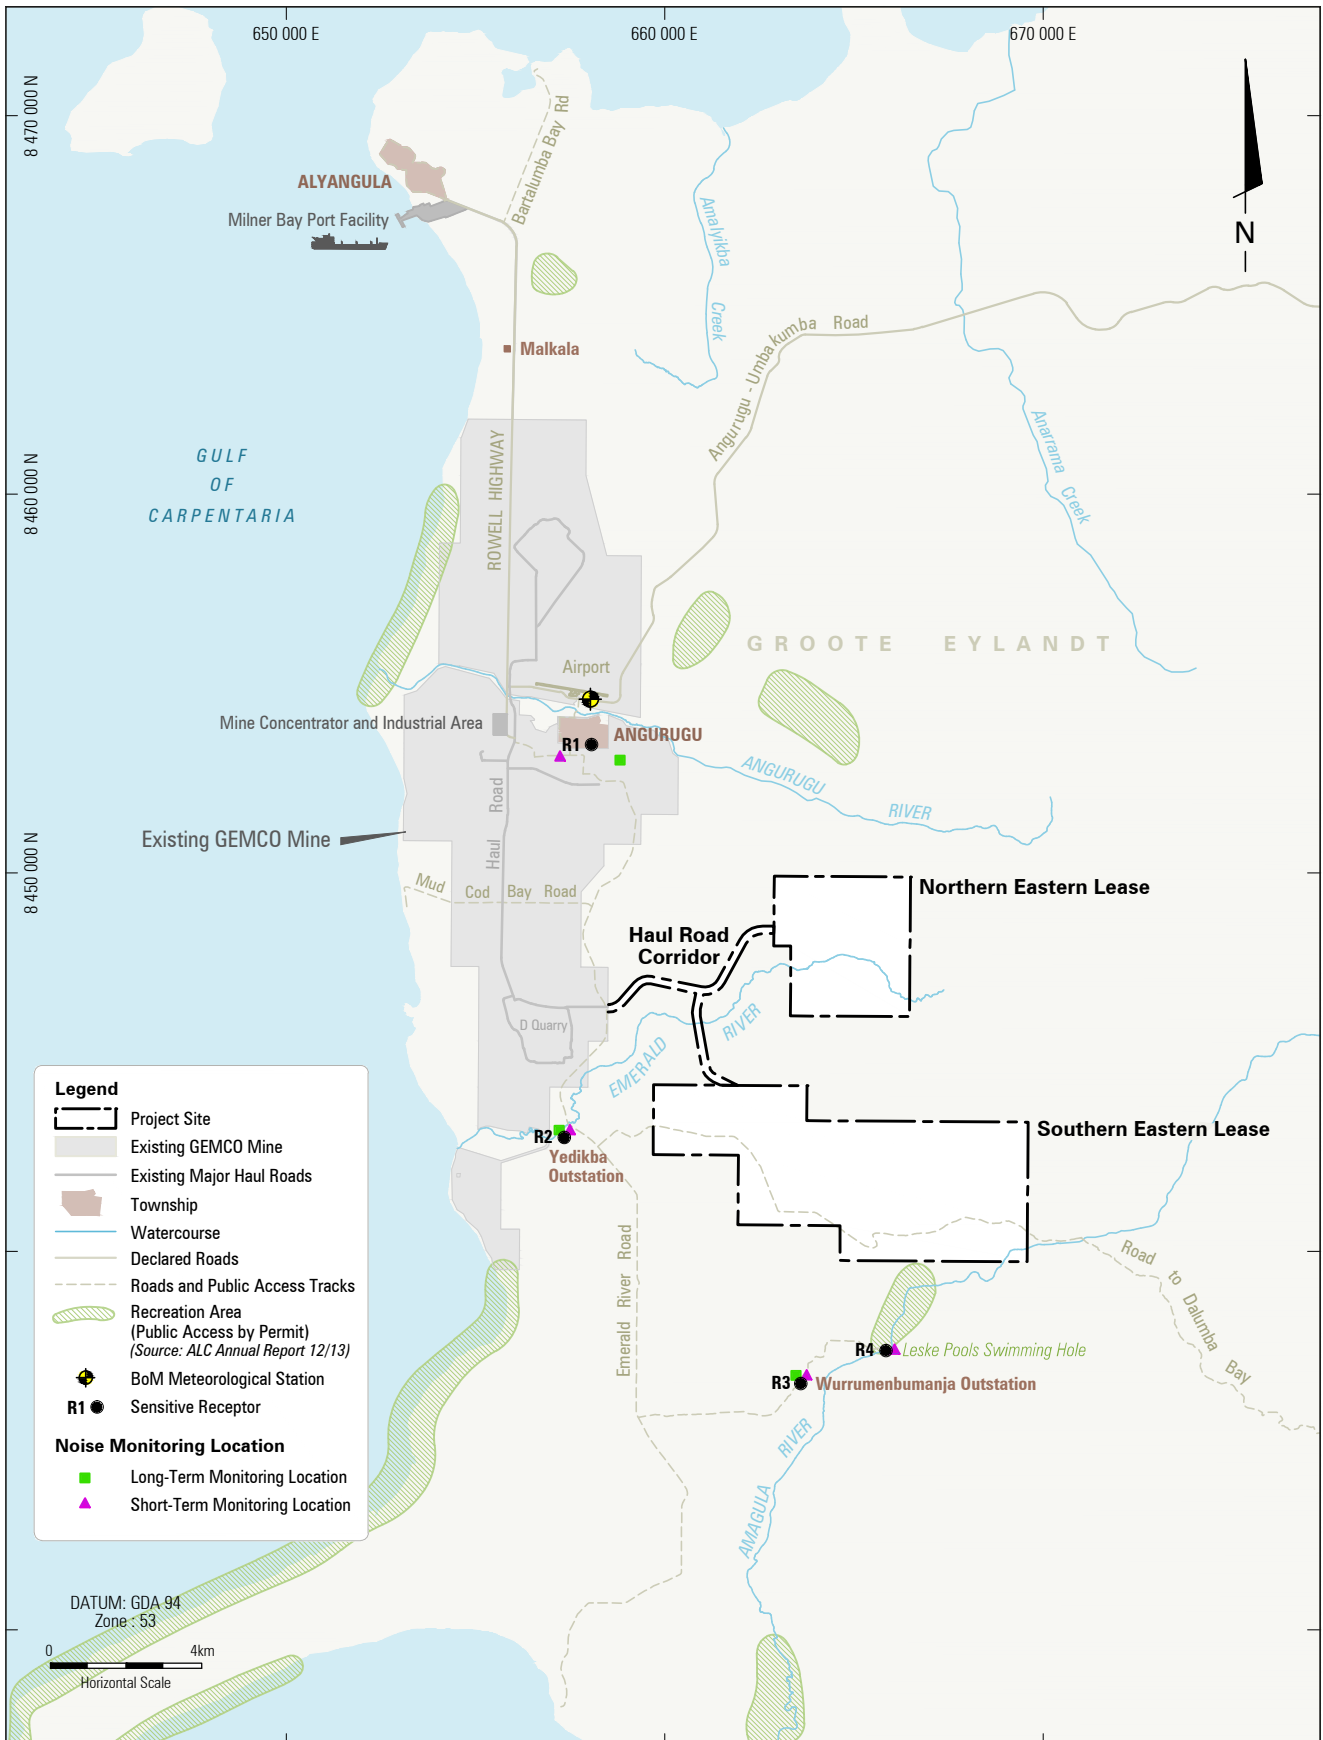 650 000 E
660 000 E
670 000 E
8 470 000 N
8 460 000 N
8 450 000 N
N
ALYANGULA
Milner Bay Port Facility
Bartalumba Bay Rd
Amalyikba
Creek
Malkala
Angurugu - Umbakumba Road
Anarrama Creek
ROWELL HIGHWAY
GULF
OF
CARPENTARIA
GROOTE EYLANDT
Airport
Mine Concentrator and Industrial Area
ANGURUGU
R1
ANGURUGU
RIVER
Haul Road
Existing GEMCO Mine
Mud Cod Bay Road
Northern Eastern Lease
Haul Road
Corridor
D Quarry
EMERALD
RIVER
Southern Eastern Lease
R2
Yedikba
Outstation
Emerald River Road
Road to Dalumba Bay
R4
Leske Pools Swimming Hole
R3
Wurrumenbumanja Outstation
AMAGULA
RIVER
Legend
Project Site
Existing GEMCO Mine
Existing Major Haul Roads
Township
Watercourse
Declared Roads
Roads and Public Access Tracks
Recreation Area
(Public Access by Permit)
(Source: ALC Annual Report 12/13)
BoM Meteorological Station
R1 Sensitive Receptor
Noise Monitoring Location
Long-Term Monitoring Location
Short-Term Monitoring Location
DATUM: GDA 94
Zone : 53
0 4km
Horizontal Scale